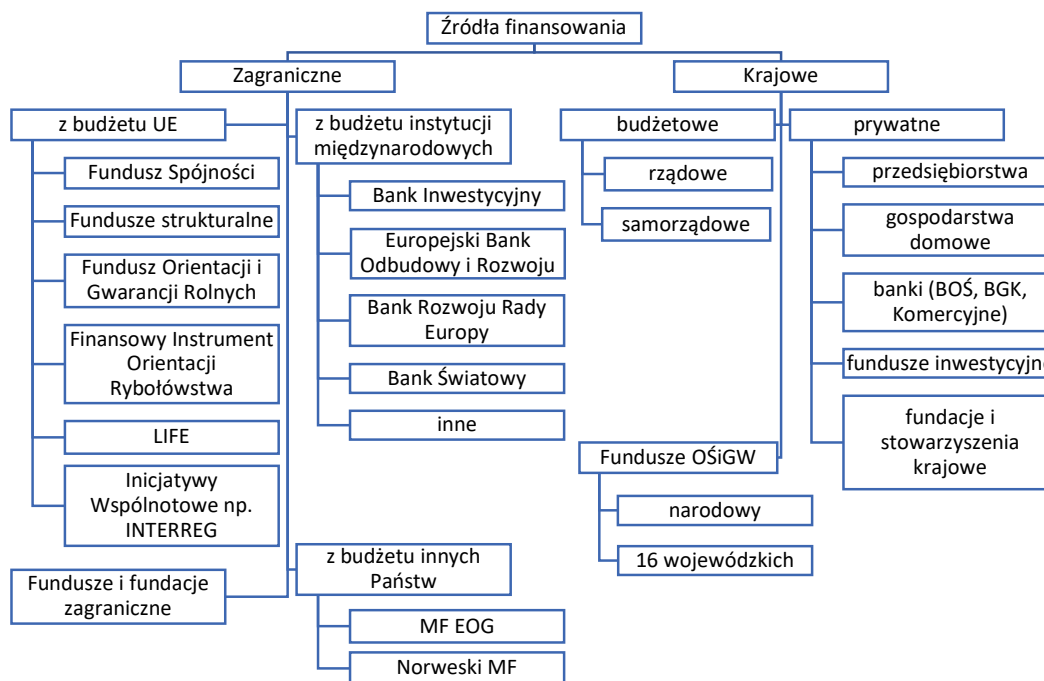 Źródła finansowania
Zagraniczne
Krajowe
z budżetu UE
Fundusz Spójności
Fundusze strukturalne
Fundusz Orientacji i
Gwarancji Rolnych
Finansowy Instrument
Orientacji
Rybołówstwa
LIFE
Inicjatywy
Wspólnotowe np.
INTERREG
z budżetu instytucji
międzynarodowych
Bank Inwestycyjny
Europejski Bank
Odbudowy i Rozwoju
Bank Rozwoju Rady
Europy
Bank Światowy
inne
Fundusze i fundacje
zagraniczne
z budżetu innych
Państw
MF EOG
Norweski MF
budżetowe
rządowe
samorządowe
prywatne
przedsiębiorstwa
gospodarstwa
domowe
banki (BOŚ, BGK,
Komercyjne)
fundusze inwestycyjne
fundacje i
stowarzyszenia
krajowe
Fundusze OŚiGW
narodowy
16 wojewódzkich